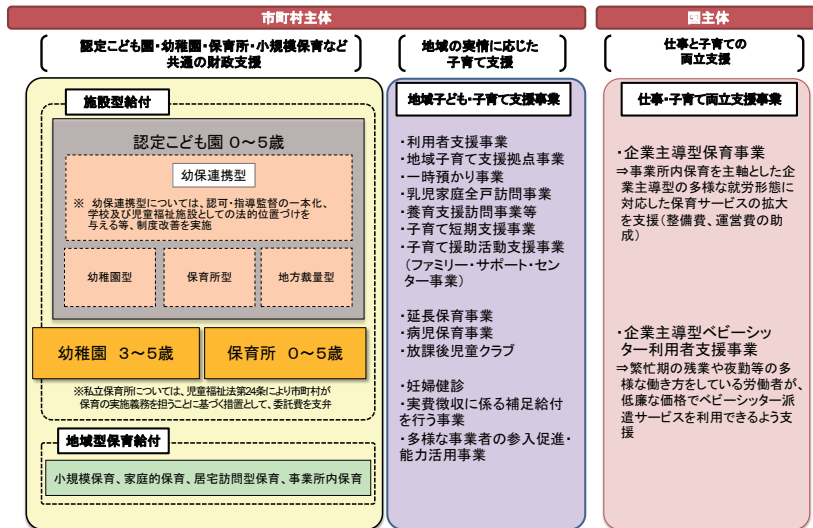 市町村主体
国主体
認定こども園・幼稚園・保育所・小規模保育など
共通の財政支援
地域の実情に応じた
子育て支援
仕事と子育ての
両立支援
施設型給付
認定こども園 0～5歳
幼保連携型
※ 幼保連携型については、認可・指導監督の一本化、
学校及び児童福祉施設としての法的位置づけを
与える等、制度改善を実施
幼稚園型
保育所型
地方裁量型
幼稚園 3～5歳
保育所 0～5歳
※私立保育所については、児童福祉法第24条により市町村が
保育の実施義務を担うことに基づく措置として、委託費を支弁
地域型保育給付
小規模保育、家庭的保育、居宅訪問型保育、事業所内保育
地域子ども・子育て支援事業
・利用者支援事業
・地域子育て支援拠点事業
・一時預かり事業
・乳児家庭全戸訪問事業
・養育支援訪問事業等
・子育て短期支援事業
・子育て援助活動支援事業
（ファミリー・サポート・セン
ター事業）
・延長保育事業
・病児保育事業
・放課後児童クラブ
・妊婦健診
・実費徴収に係る補足給付
を行う事業
・多様な事業者の参入促進・
能力活用事業
仕事・子育て両立支援事業
・企業主導型保育事業
⇒事業所内保育を主軸とした企
業主導型の多様な就労形態に
対応した保育サービスの拡大
を支援（整備費、運営費の助
成）
・企業主導型ベビーシッ
ター利用者支援事業
⇒繁忙期の残業や夜勤等の多
様な働き方をしている労働者が、
低廉な価格でベビーシッター派
遣サービスを利用できるよう支
援